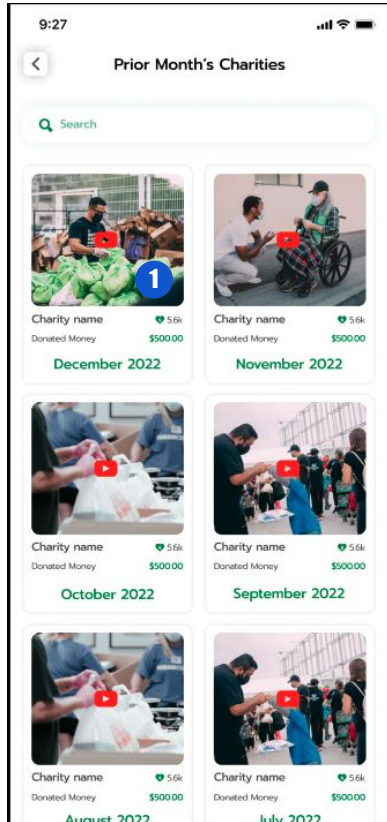 9:27
Prior Month's Charities
Search
1
Charity name 5.6k
Donated Money $500.00
December 2022
Charity name 5.6k
Donated Money $500.00
November 2022
Charity name 5.6k
Donated Money $500.00
October 2022
Charity name 5.6k
Donated Money $500.00
September 2022
Charity name 5.6k
Donated Money $500.00
August 2022
Charity name 5.6k
Donated Money $500.00
July 2022